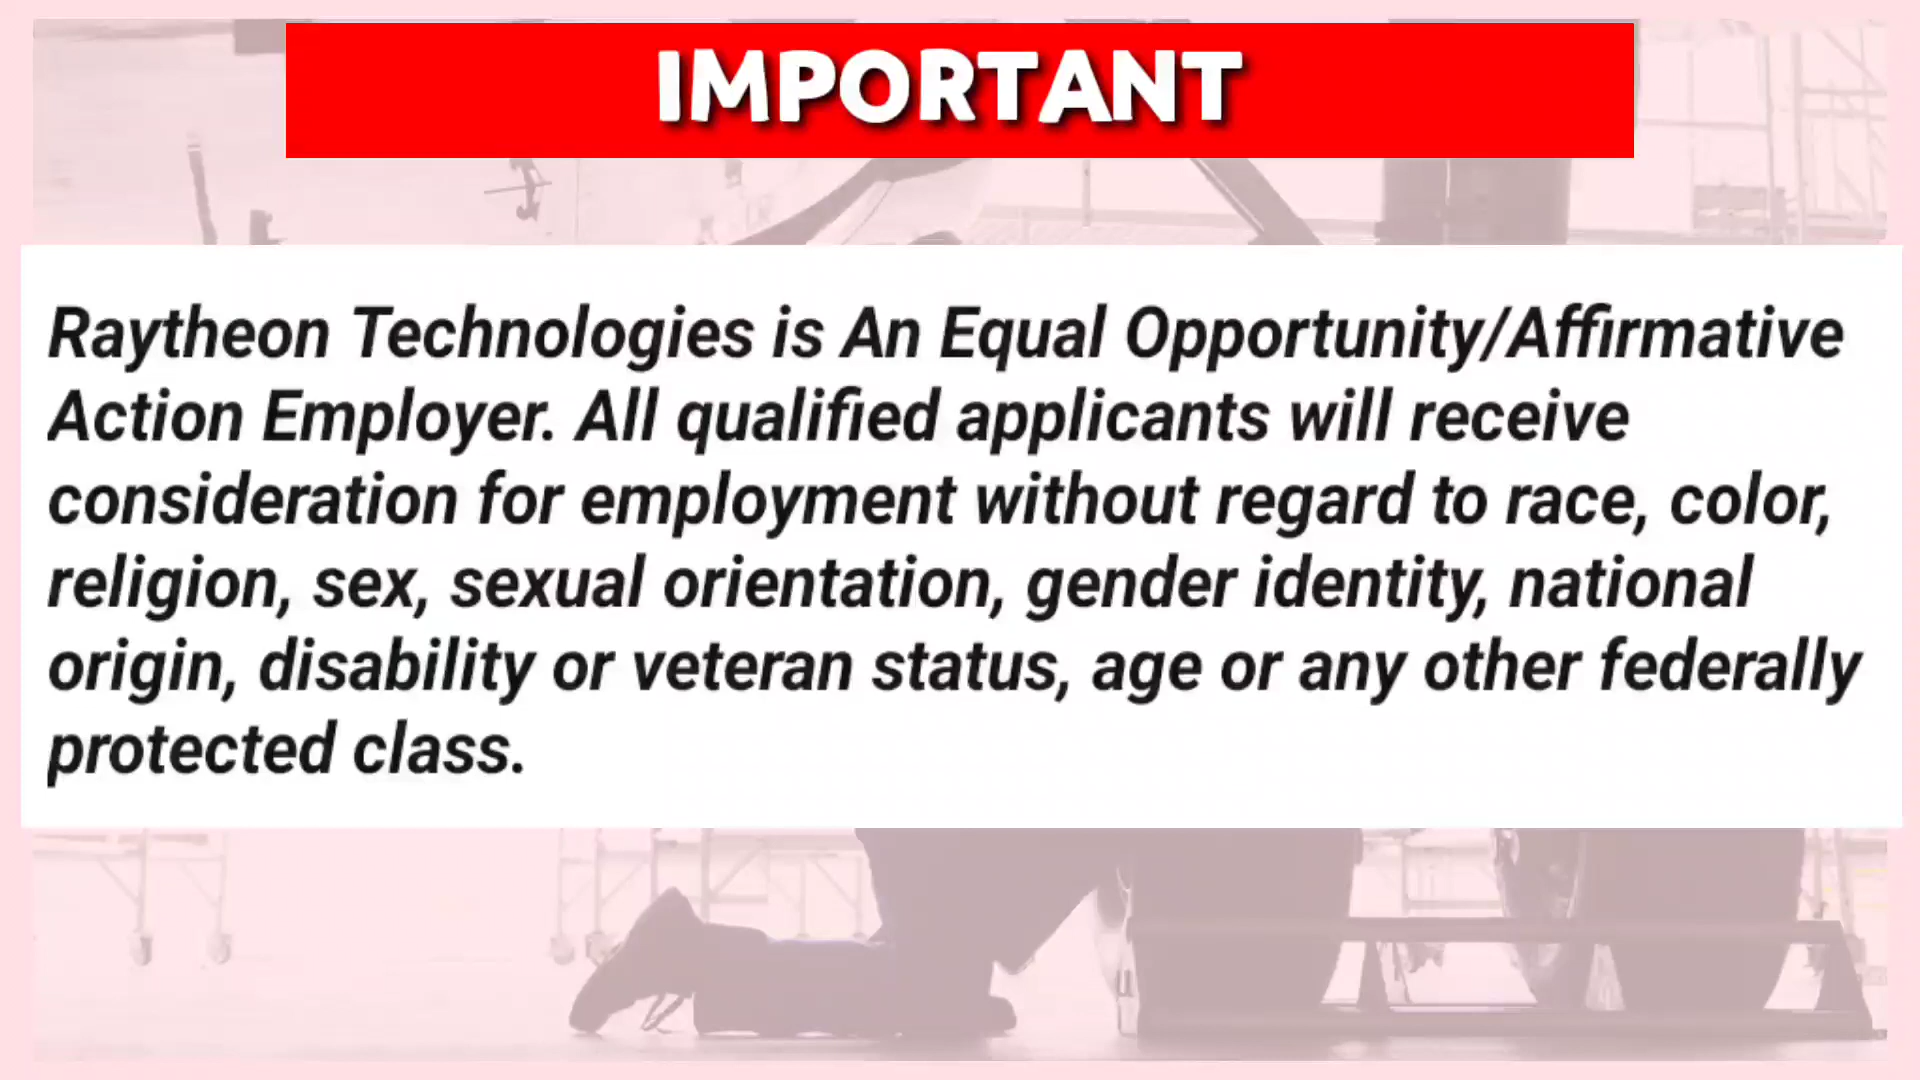 IMPORTANT
Raytheon Technologies is An Equal Opportunity/Affirmative
Action Employer. All qualified applicants will receive
consideration for employment without regard to race, color,
religion, sex, sexual orientation, gender identity, national
origin, disability or veteran status, age or any other federally
protected class.